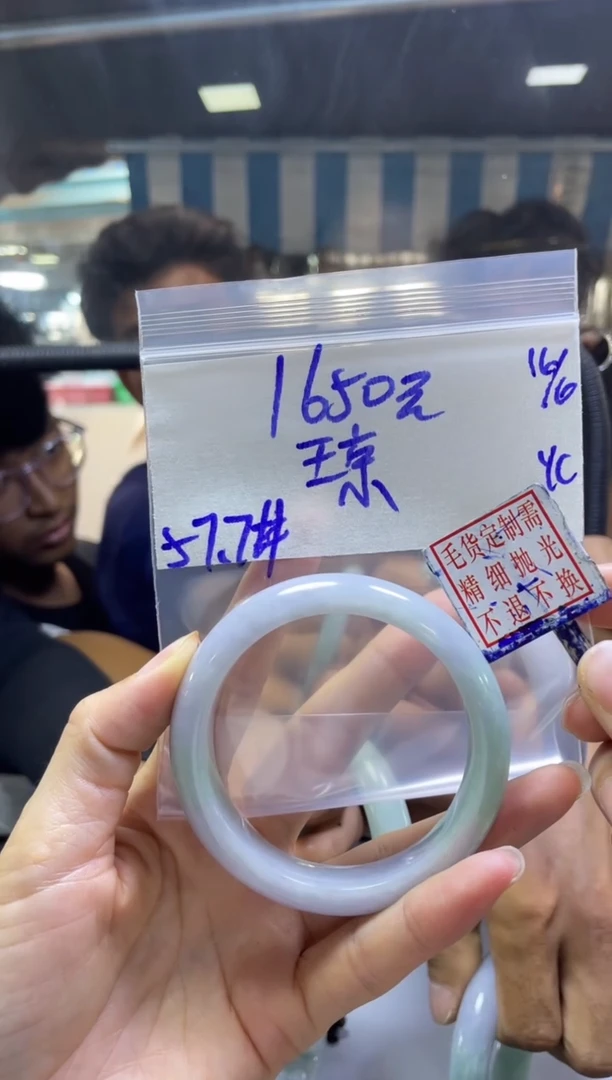 1650元
16/6
王京
YC
57.7#
毛货定制需
精细抛光
不退不换